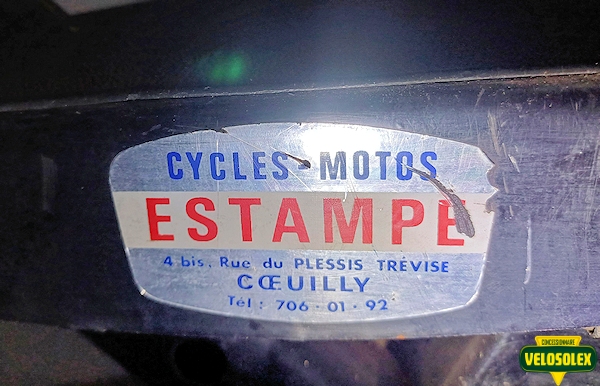 CYCLES-MOTOS
ESTAMPE
4 bis. Rue du PLESSIS TRÉVISE
CŒUILLY
Tél : 706 - 01 - 92
CONCESSIONNAIRE
VELOSOLEX